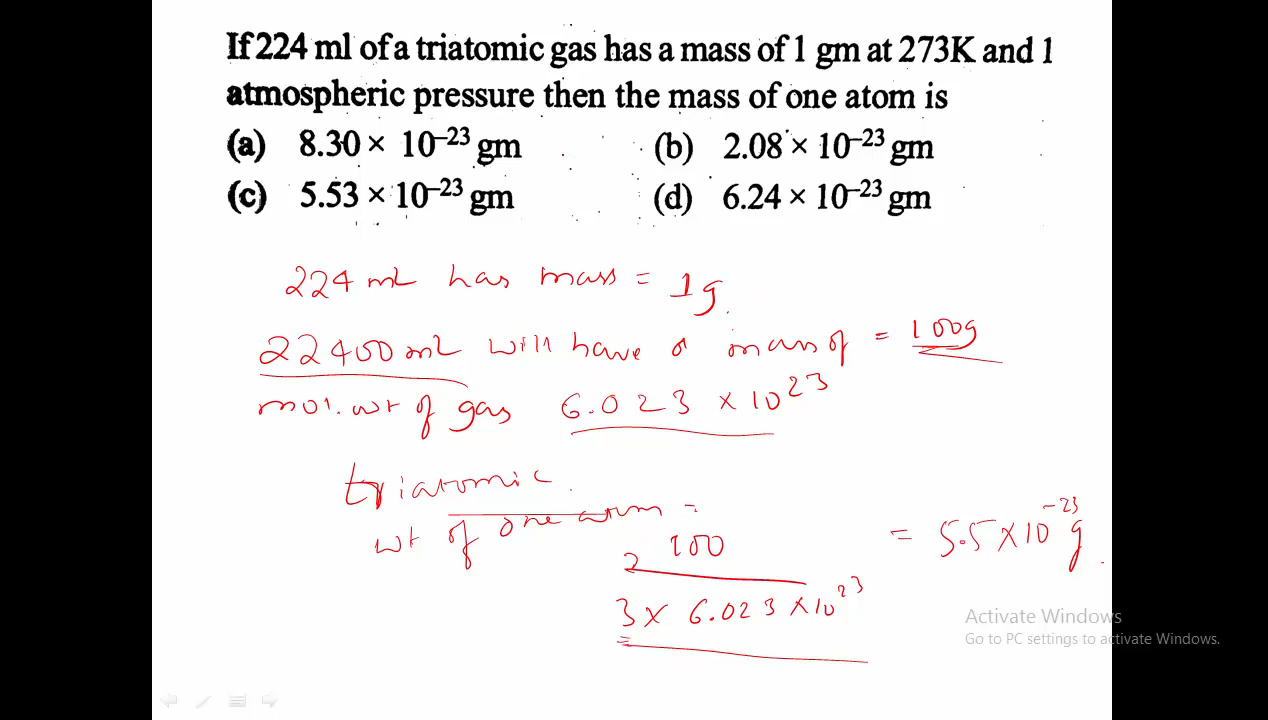 If 224 ml of a triatomic gas has a mass of 1 gm at 273K and 1
atmospheric pressure then the mass of one atom is
(a) 8.30 × 10⁻²³ gm (b) 2.08 × 10⁻²³ gm
(c) 5.53 × 10⁻²³ gm (d) 6.24 × 10⁻²³ gm
224 mL has mass = 1g.
22400 mL will have a mass of = 100g
mol. wt of gas 6.023 × 10²³
triatomic
wt of one atom =
100
= 5.5 × 10⁻²³ g.
3 × 6.023 × 10²³
Activate Windows
Go to PC settings to activate Windows.